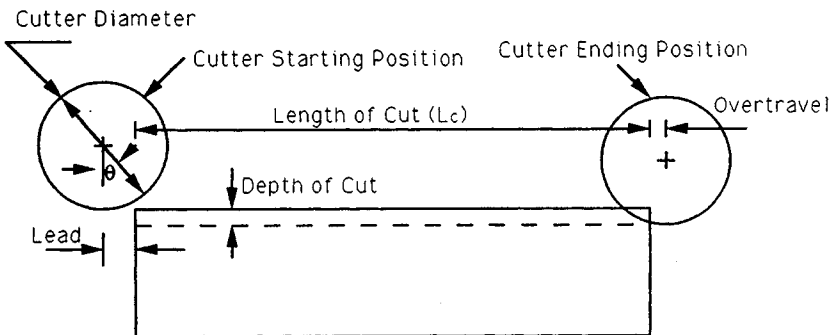 Cutter Diameter
Cutter Starting Position
Cutter Ending Position
Length of Cut (Lc)
Overtravel
θ
Depth of Cut
Lead